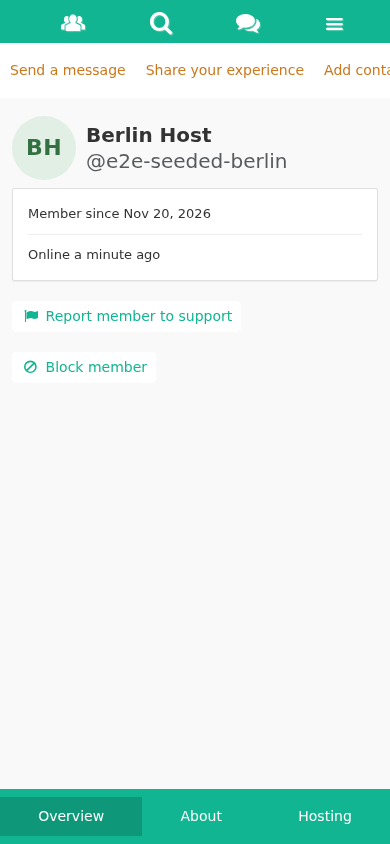 Send a message Share your experience Add conta
BH
Berlin Host
@e2e-seeded-berlin
Member since Nov 20, 2026
Online a minute ago
Report member to support
Block member
Overview About Hosting